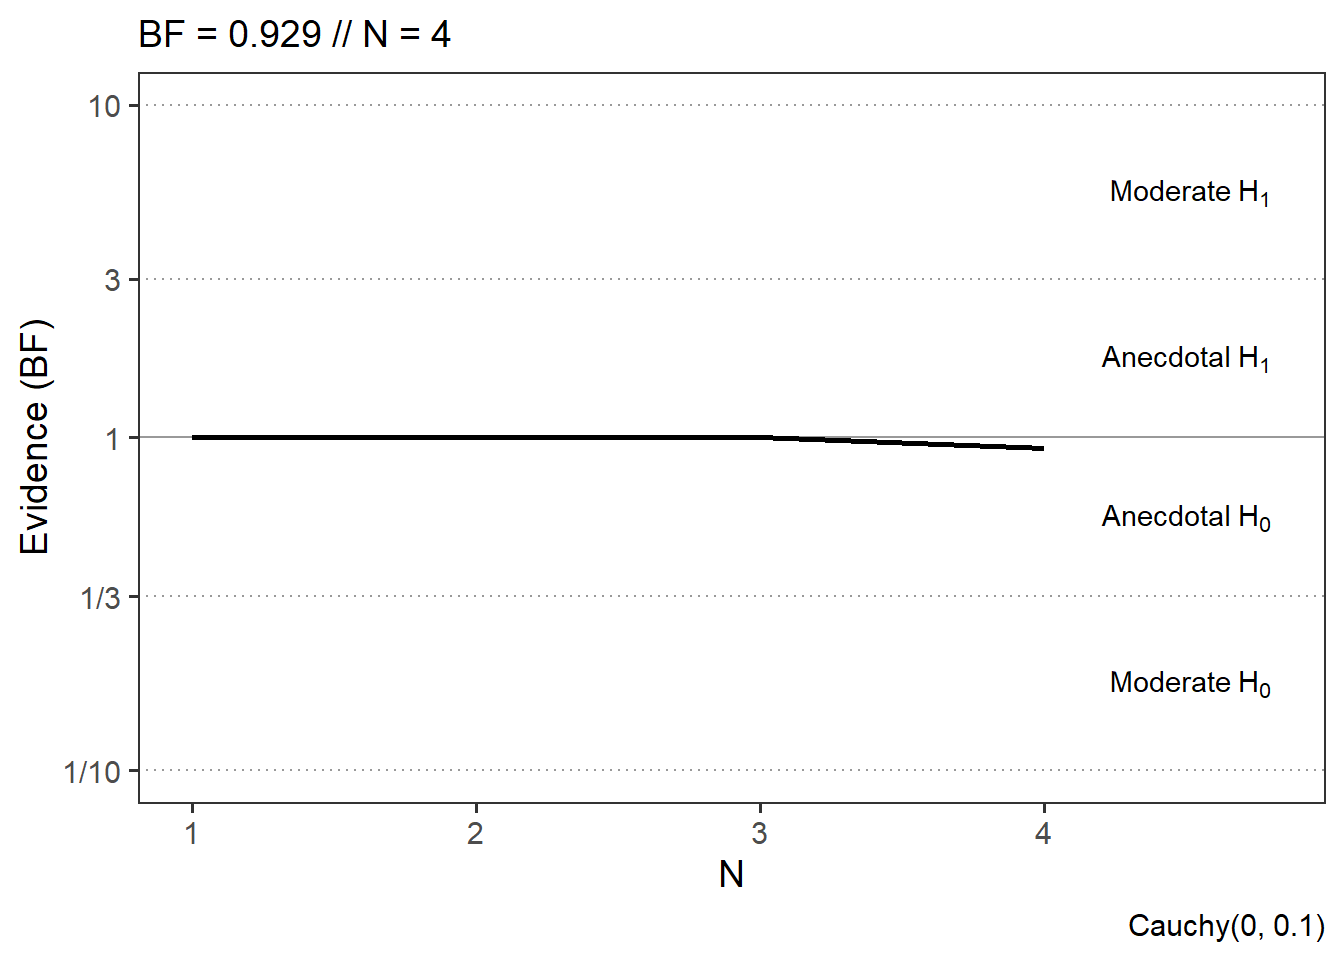 BF = 0.929 // N = 4
10
Moderate H₁
3
Anecdotal H₁
Evidence (BF)
1
Anecdotal H₀
1/3
Moderate H₀
1/10
1 2 3 4
N
Cauchy(0, 0.1)